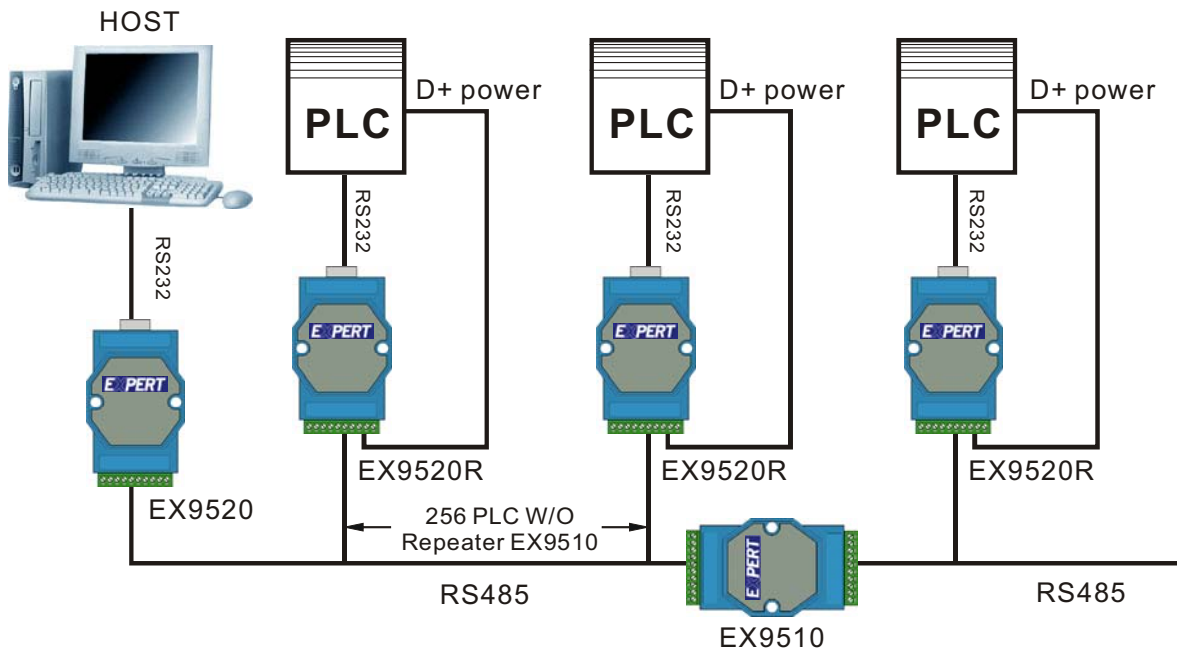 HOST
D+ power
D+ power
D+ power
PLC
PLC
PLC
RS232
RS232
RS232
RS232
EXPERT
EXPERT
EXPERT
EXPERT
EX9520R
EX9520R
EX9520R
EX9520
256 PLC W/O
Repeater EX9510
EXPERT
RS485
RS485
EX9510